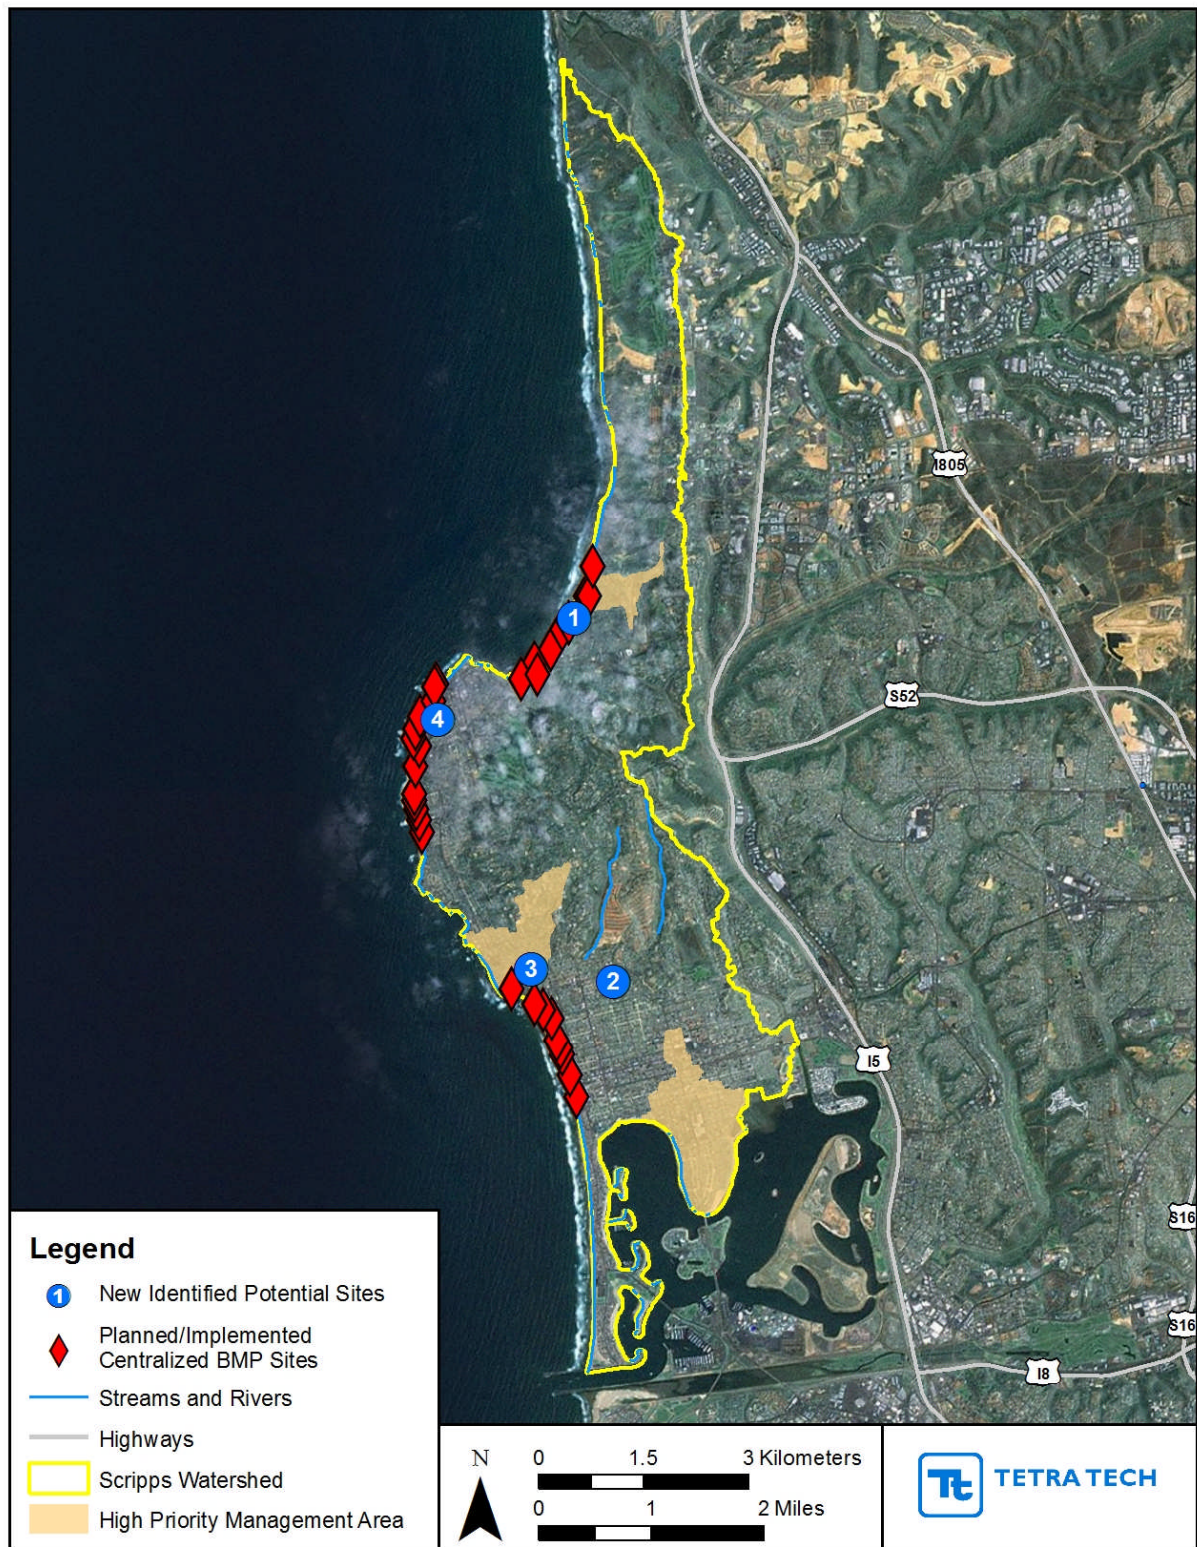 1
4
3
2
I805
S52
I5
S16
S16
I8
Legend
1 New Identified Potential Sites
Planned/Implemented
Centralized BMP Sites
Streams and Rivers
Highways
Scripps Watershed
High Priority Management Area
N
0 1.5 3 Kilometers
0 1 2 Miles
Tt TETRA TECH